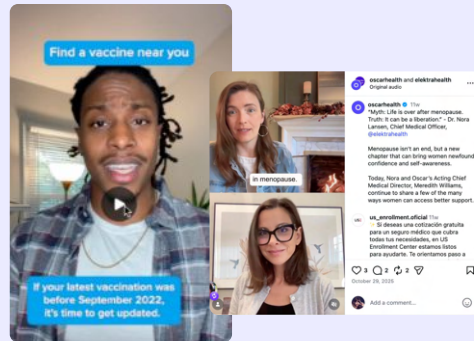 Find a vaccine near you
If your latest vaccination was
before September 2022,
it's time to get updated.
in menopause.
oscarhealth and elektrahealth
Original audio
oscarhealth 11w
"Myth: Life is over after menopause.
Truth: It can be a liberation." - Dr. Nora
Lansen, Chief Medical Officer,
@elektrahealth
Menopause isn't an end, but a new
chapter that can bring women newfound
confidence and self-awareness.
Today, Nora and Oscar's Acting Chief
Medical Director, Meredith Williams,
continue to share a few of the many
ways women can access better support.
us_enrollment.oficial 11w
Si deseas una cotización gratuita
para un seguro médico que cubra
todas tus necesidades, en US
Enrollment Center estamos listos
para ayudarte. Te orientamos paso a
3 2 2
October 29, 2025
Add a comment...